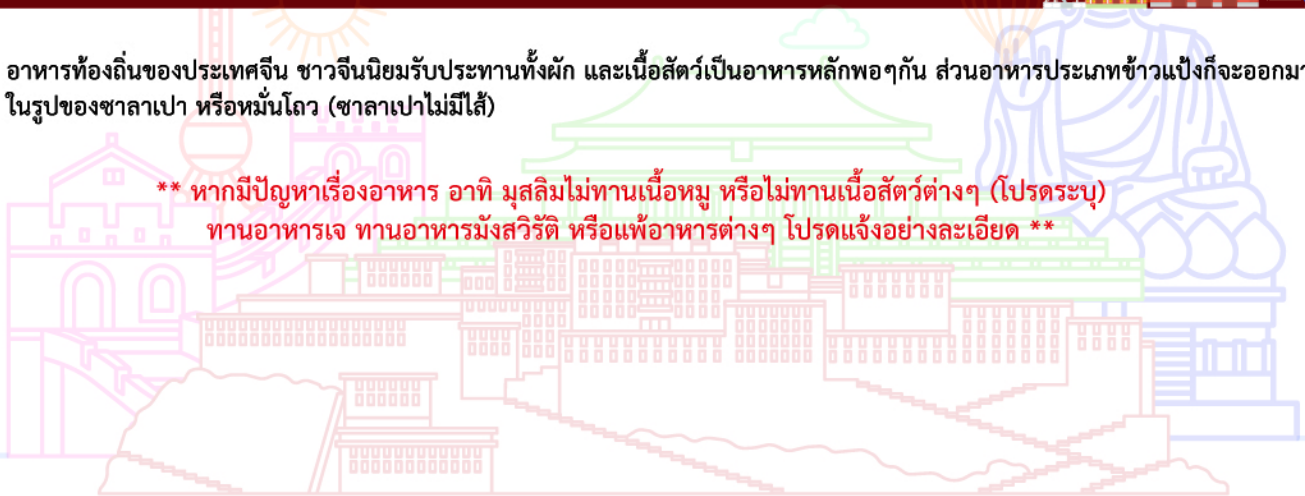 อาหารท้องถิ่นของประเทศจีน ชาวจีนนิยมรับประทานทั้งผัก และเนื้อสัตว์เป็นอาหารหลักพอๆกัน ส่วนอาหารประเภทข้าวแป้งก็จะออกมา
ในรูปของซาลาเปา หรือหมั่นโถว (ซาลาเปาไม่มีไส้)
** หากมีปัญหาเรื่องอาหาร อาทิ มุสลิมไม่ทานเนื้อหมู หรือไม่ทานเนื้อสัตว์ต่างๆ (โปรดระบุ)
ทานอาหารเจ ทานอาหารมังสวิรัติ หรือแพ้อาหารต่างๆ โปรดแจ้งอย่างละเอียด **